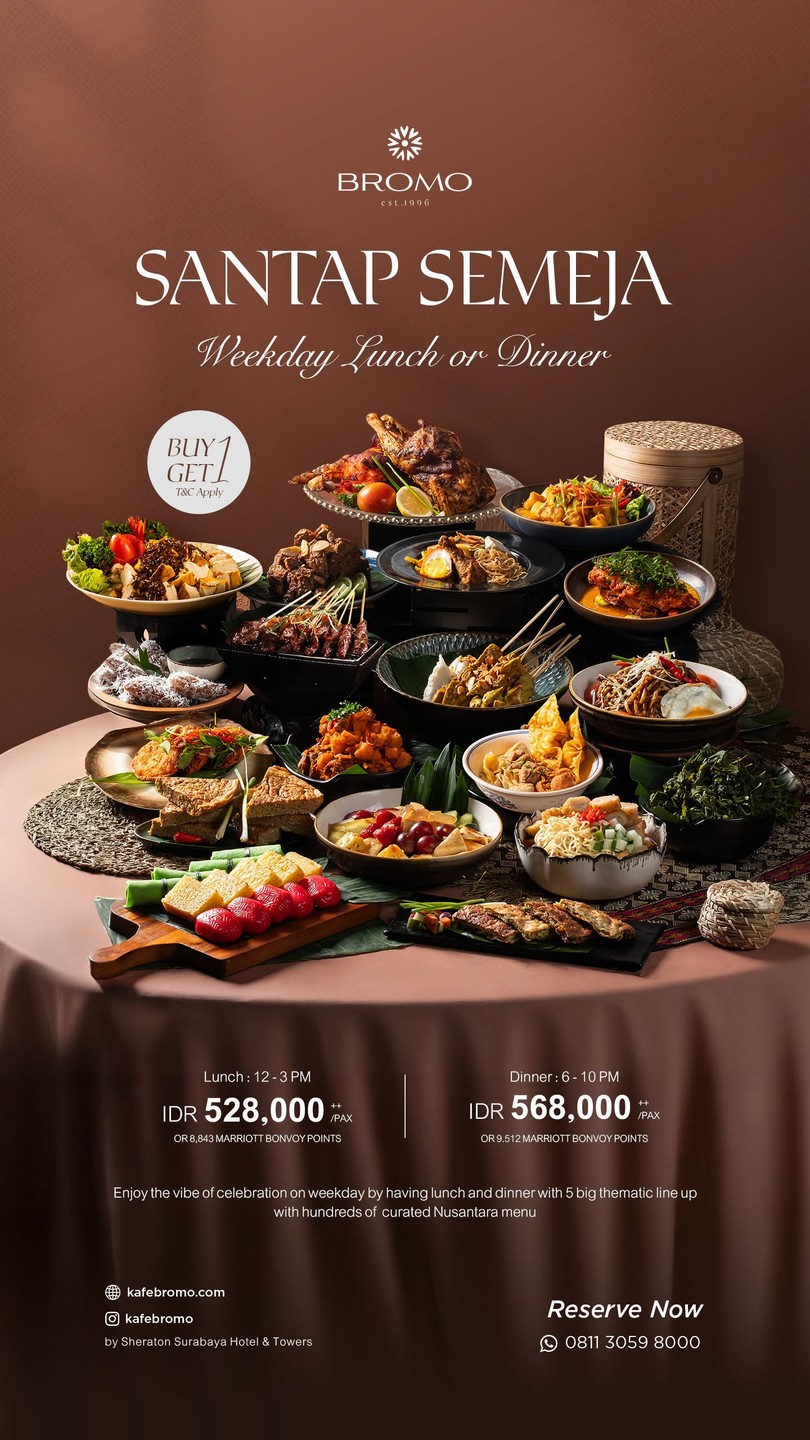 BROMO
est.1996
SANTAP SEMEJA
Weekday Lunch or Dinner
BUY 1
GET 1
T&C Apply
Lunch : 12 - 3 PM
IDR 528,000 ++ /PAX
OR 8,843 MARRIOTT BONVOY POINTS
Dinner : 6 - 10 PM
IDR 568,000 ++ /PAX
OR 9.512 MARRIOTT BONVOY POINTS
Enjoy the vibe of celebration on weekday by having lunch and dinner with 5 big thematic line up
with hundreds of curated Nusantara menu
kafebromo.com
kafebromo
by Sheraton Surabaya Hotel & Towers
Reserve Now
0811 3059 8000